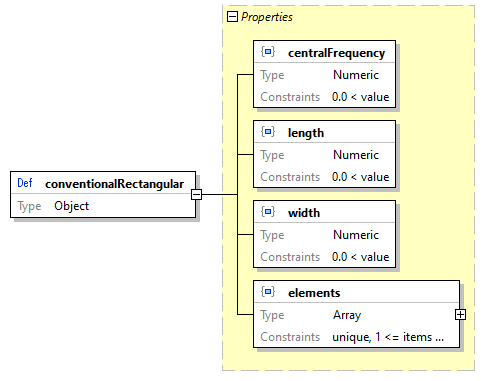 Properties
centralFrequency
Type Numeric
Constraints 0.0 < value
length
Type Numeric
Constraints 0.0 < value
Def conventionalRectangular
Type Object
width
Type Numeric
Constraints 0.0 < value
elements
Type Array
Constraints unique, 1 <= items ...